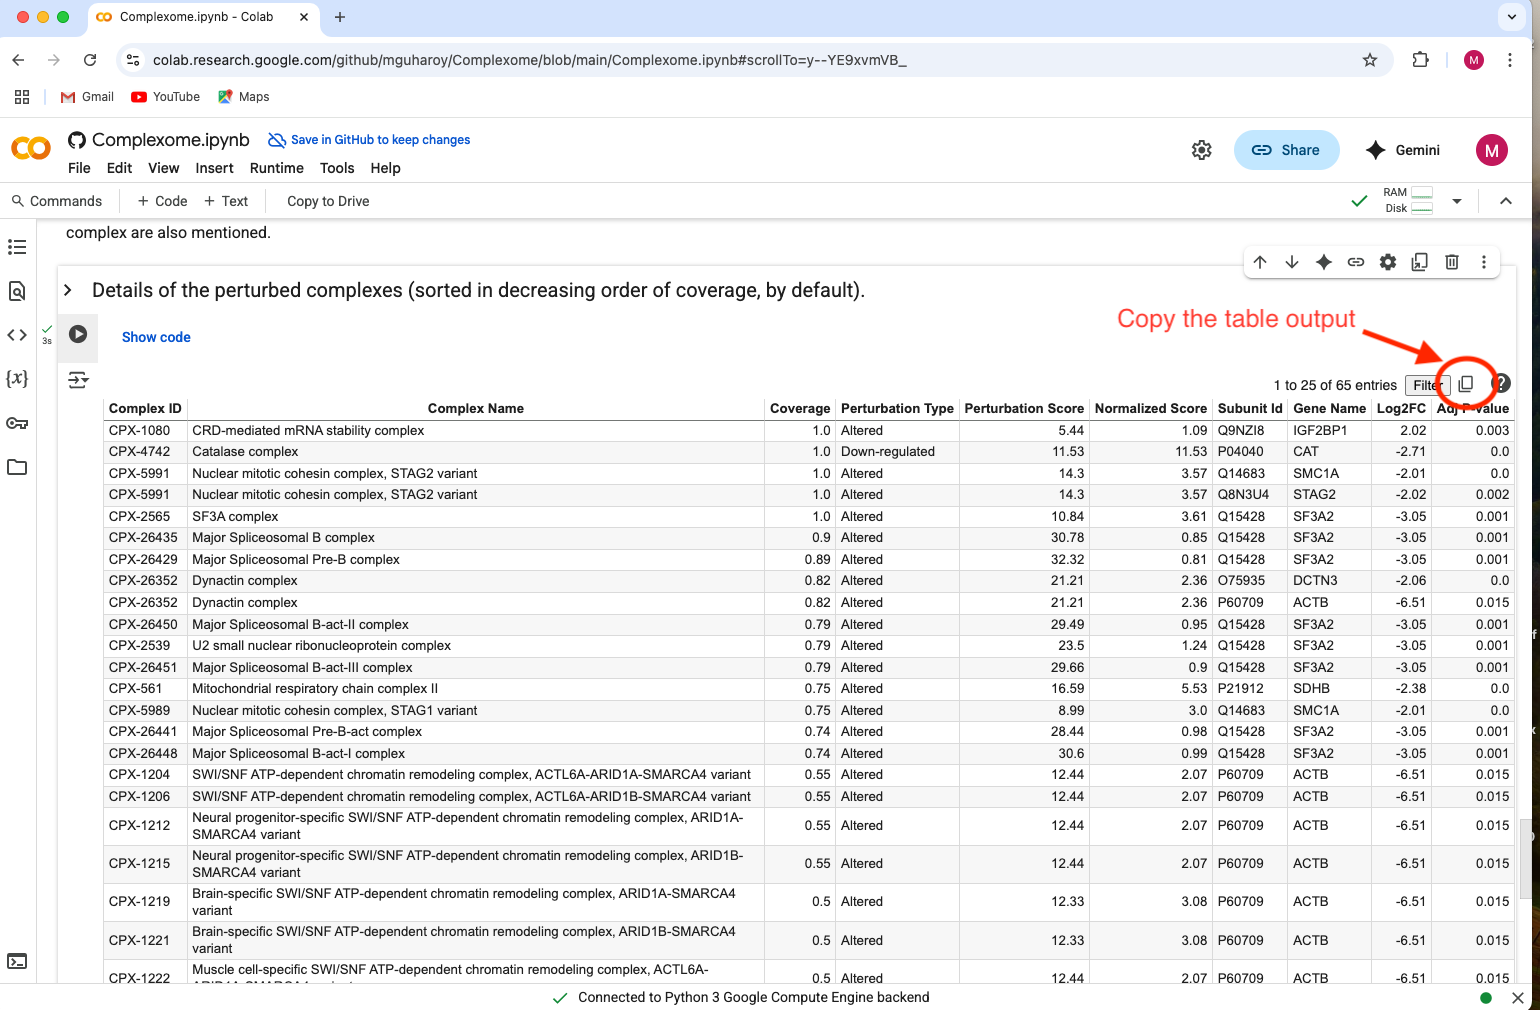 Complexome.ipynb - Colab
colab.research.google.com/github/mguharoy/Complexome/blob/main/Complexome.ipynb#scrollTo=y--YE9xvmVB_
M
Gmail YouTube Maps
Complexome.ipynb Save in GitHub to keep changes
Share Gemini M
File Edit View Insert Runtime Tools Help
Commands + Code + Text Copy to Drive
RAM
Disk
complex are also mentioned.
Details of the perturbed complexes (sorted in decreasing order of coverage, by default).
Copy the table output
3s
Show code
1 to 25 of 65 entries Filter
Complex ID Complex Name Coverage Perturbation Type Perturbation Score Normalized Score Subunit Id Gene Name Log2FC Adj P-value
CPX-1080 CRD-mediated mRNA stability complex 1.0 Altered 5.44 1.09 Q9NZI8 IGF2BP1 2.02 0.003
CPX-4742 Catalase complex 1.0 Down-regulated 11.53 11.53 P04040 CAT -2.71 0.0
CPX-5991 Nuclear mitotic cohesin complex, STAG2 variant 1.0 Altered 14.3 3.57 Q14683 SMC1A -2.01 0.0
CPX-5991 Nuclear mitotic cohesin complex, STAG2 variant 1.0 Altered 14.3 3.57 Q8N3U4 STAG2 -2.02 0.002
CPX-2565 SF3A complex 1.0 Altered 10.84 3.61 Q15428 SF3A2 -3.05 0.001
CPX-26435 Major Spliceosomal B complex 0.9 Altered 30.78 0.85 Q15428 SF3A2 -3.05 0.001
CPX-26429 Major Spliceosomal Pre-B complex 0.89 Altered 32.32 0.81 Q15428 SF3A2 -3.05 0.001
CPX-26352 Dynactin complex 0.82 Altered 21.21 2.36 O75935 DCTN3 -2.06 0.0
CPX-26352 Dynactin complex 0.82 Altered 21.21 2.36 P60709 ACTB -6.51 0.015
CPX-26450 Major Spliceosomal B-act-II complex 0.79 Altered 29.49 0.95 Q15428 SF3A2 -3.05 0.001
CPX-2539 U2 small nuclear ribonucleoprotein complex 0.79 Altered 23.5 1.24 Q15428 SF3A2 -3.05 0.001
CPX-26451 Major Spliceosomal B-act-III complex 0.79 Altered 29.66 0.9 Q15428 SF3A2 -3.05 0.001
CPX-561 Mitochondrial respiratory chain complex II 0.75 Altered 16.59 5.53 P21912 SDHB -2.38 0.0
CPX-5989 Nuclear mitotic cohesin complex, STAG1 variant 0.75 Altered 8.99 3.0 Q14683 SMC1A -2.01 0.0
CPX-26441 Major Spliceosomal Pre-B-act complex 0.74 Altered 28.44 0.98 Q15428 SF3A2 -3.05 0.001
CPX-26448 Major Spliceosomal B-act-I complex 0.74 Altered 30.6 0.99 Q15428 SF3A2 -3.05 0.001
CPX-1204 SWI/SNF ATP-dependent chromatin remodeling complex, ACTL6A-ARID1A-SMARCA4 variant 0.55 Altered 12.44 2.07 P60709 ACTB -6.51 0.015
CPX-1206 SWI/SNF ATP-dependent chromatin remodeling complex, ACTL6A-ARID1B-SMARCA4 variant 0.55 Altered 12.44 2.07 P60709 ACTB -6.51 0.015
Neural progenitor-specific SWI/SNF ATP-dependent chromatin remodeling complex, ARID1A-
CPX-1212 SMARCA4 variant 0.55 Altered 12.44 2.07 P60709 ACTB -6.51 0.015
Neural progenitor-specific SWI/SNF ATP-dependent chromatin remodeling complex, ARID1B-
CPX-1215 SMARCA4 variant 0.55 Altered 12.44 2.07 P60709 ACTB -6.51 0.015
Brain-specific SWI/SNF ATP-dependent chromatin remodeling complex, ARID1A-SMARCA4
CPX-1219 variant 0.5 Altered 12.33 3.08 P60709 ACTB -6.51 0.015
Brain-specific SWI/SNF ATP-dependent chromatin remodeling complex, ARID1B-SMARCA4
CPX-1221 variant 0.5 Altered 12.33 3.08 P60709 ACTB -6.51 0.015
Muscle cell-specific SWI/SNF ATP-dependent chromatin remodeling complex, ACTL6A-
CPX-1222 0.5 Altered 12.44 2.07 P60709 ACTB -6.51 0.015
Connected to Python 3 Google Compute Engine backend